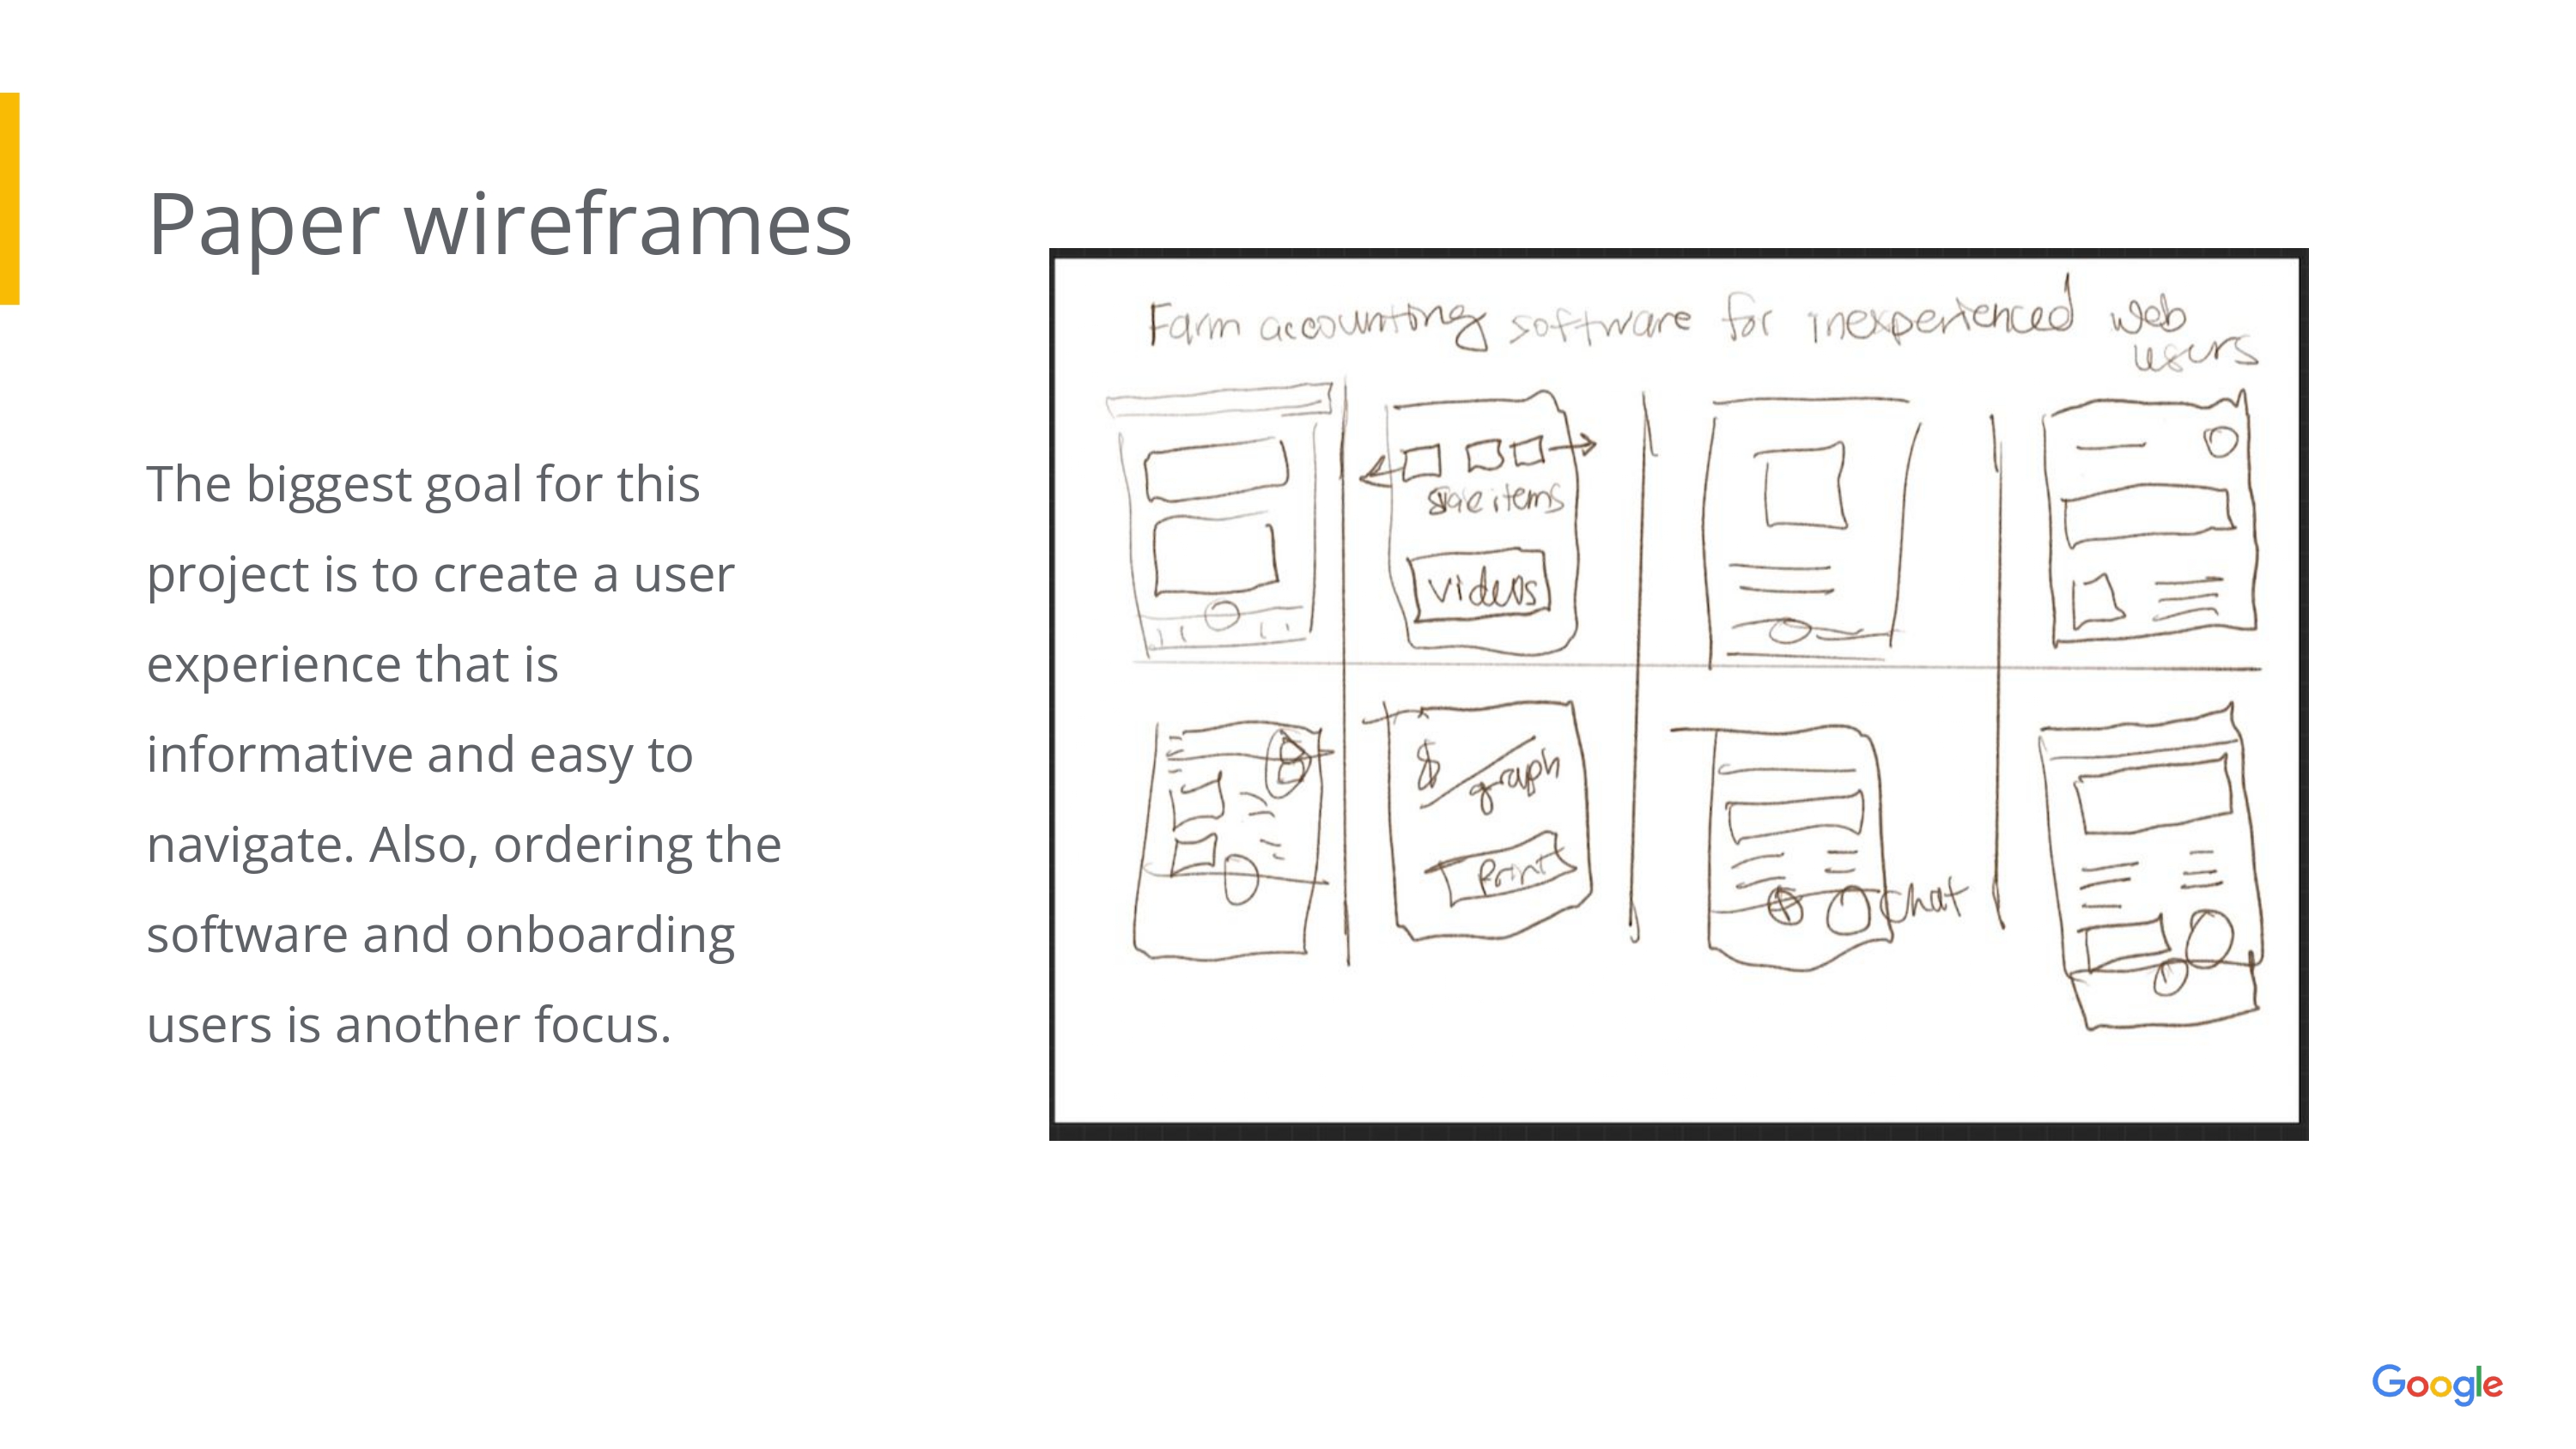 Paper wireframes
The biggest goal for this
project is to create a user
experience that is
informative and easy to
navigate. Also, ordering the
software and onboarding
users is another focus.
Farm accounting software for inexperienced web
users
items
videos
$ graph
Print
chat
Google